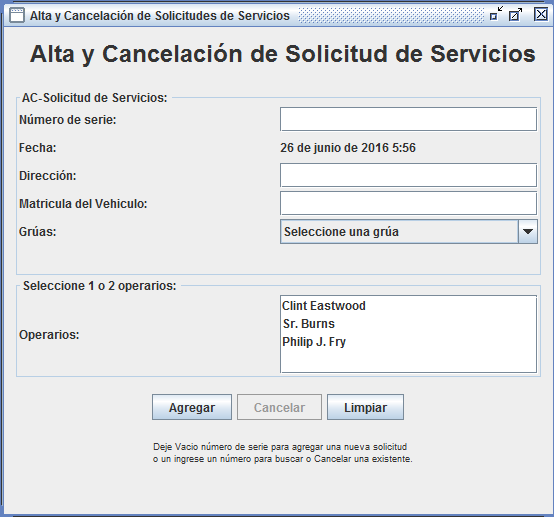 Alta y Cancelación de Solicitudes de Servicios
Alta y Cancelación de Solicitud de Servicios
AC-Solicitud de Servicios:
Número de serie:
Fecha: 26 de junio de 2016 5:56
Dirección:
Matricula del Vehiculo:
Grúas: Seleccione una grúa
Seleccione 1 o 2 operarios:
Clint Eastwood
Sr. Burns
Operarios:
Philip J. Fry
Agregar Cancelar Limpiar
Deje Vacio número de serie para agregar una nueva solicitud
o un ingrese un número para buscar o Cancelar una existente.